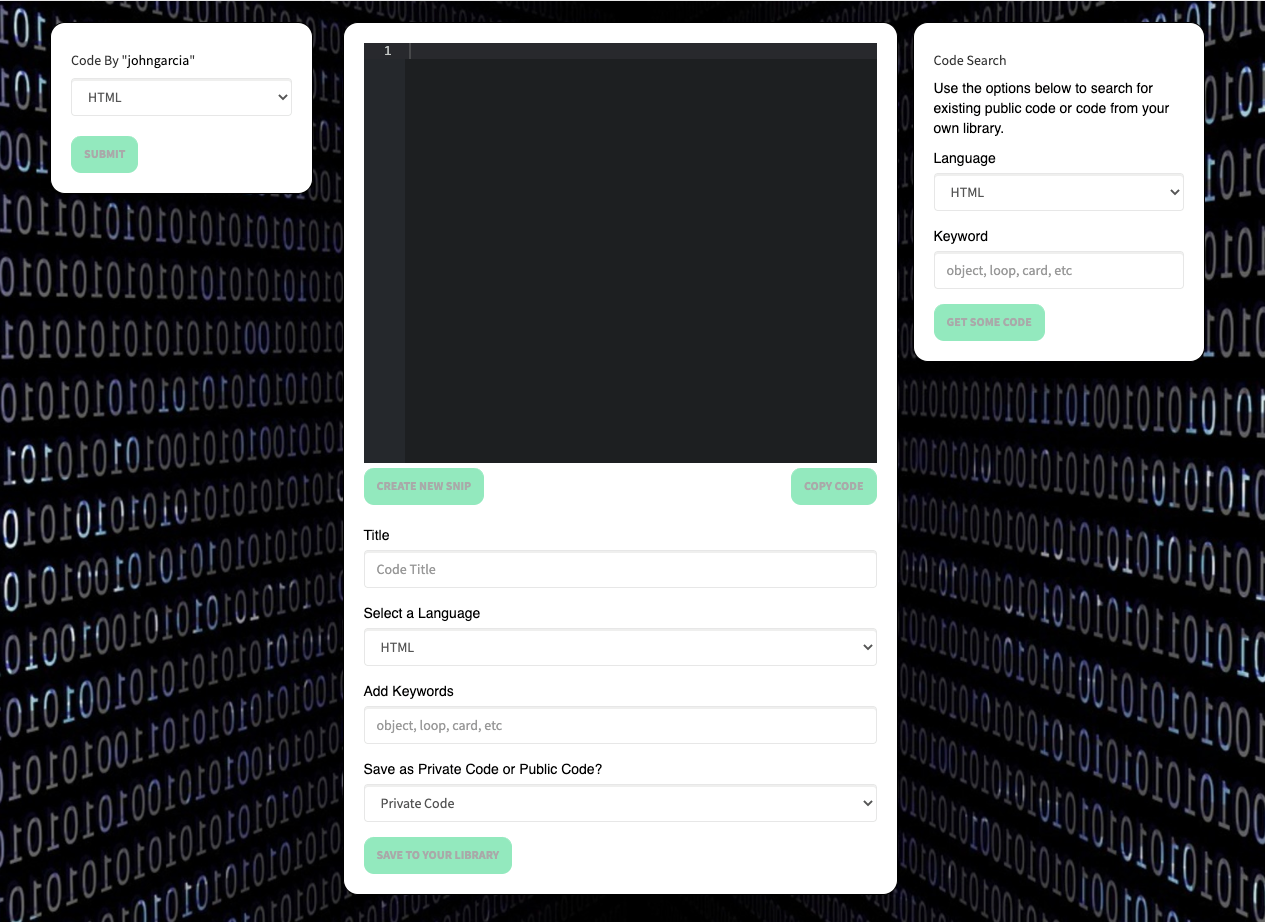 Code By "johngarcia"
HTML
SUBMIT
1
CREATE NEW SNIP
COPY CODE
Title
Code Title
Select a Language
HTML
Add Keywords
object, loop, card, etc
Save as Private Code or Public Code?
Private Code
SAVE TO YOUR LIBRARY
Code Search
Use the options below to search for
existing public code or code from your
own library.
Language
HTML
Keyword
object, loop, card, etc
GET SOME CODE